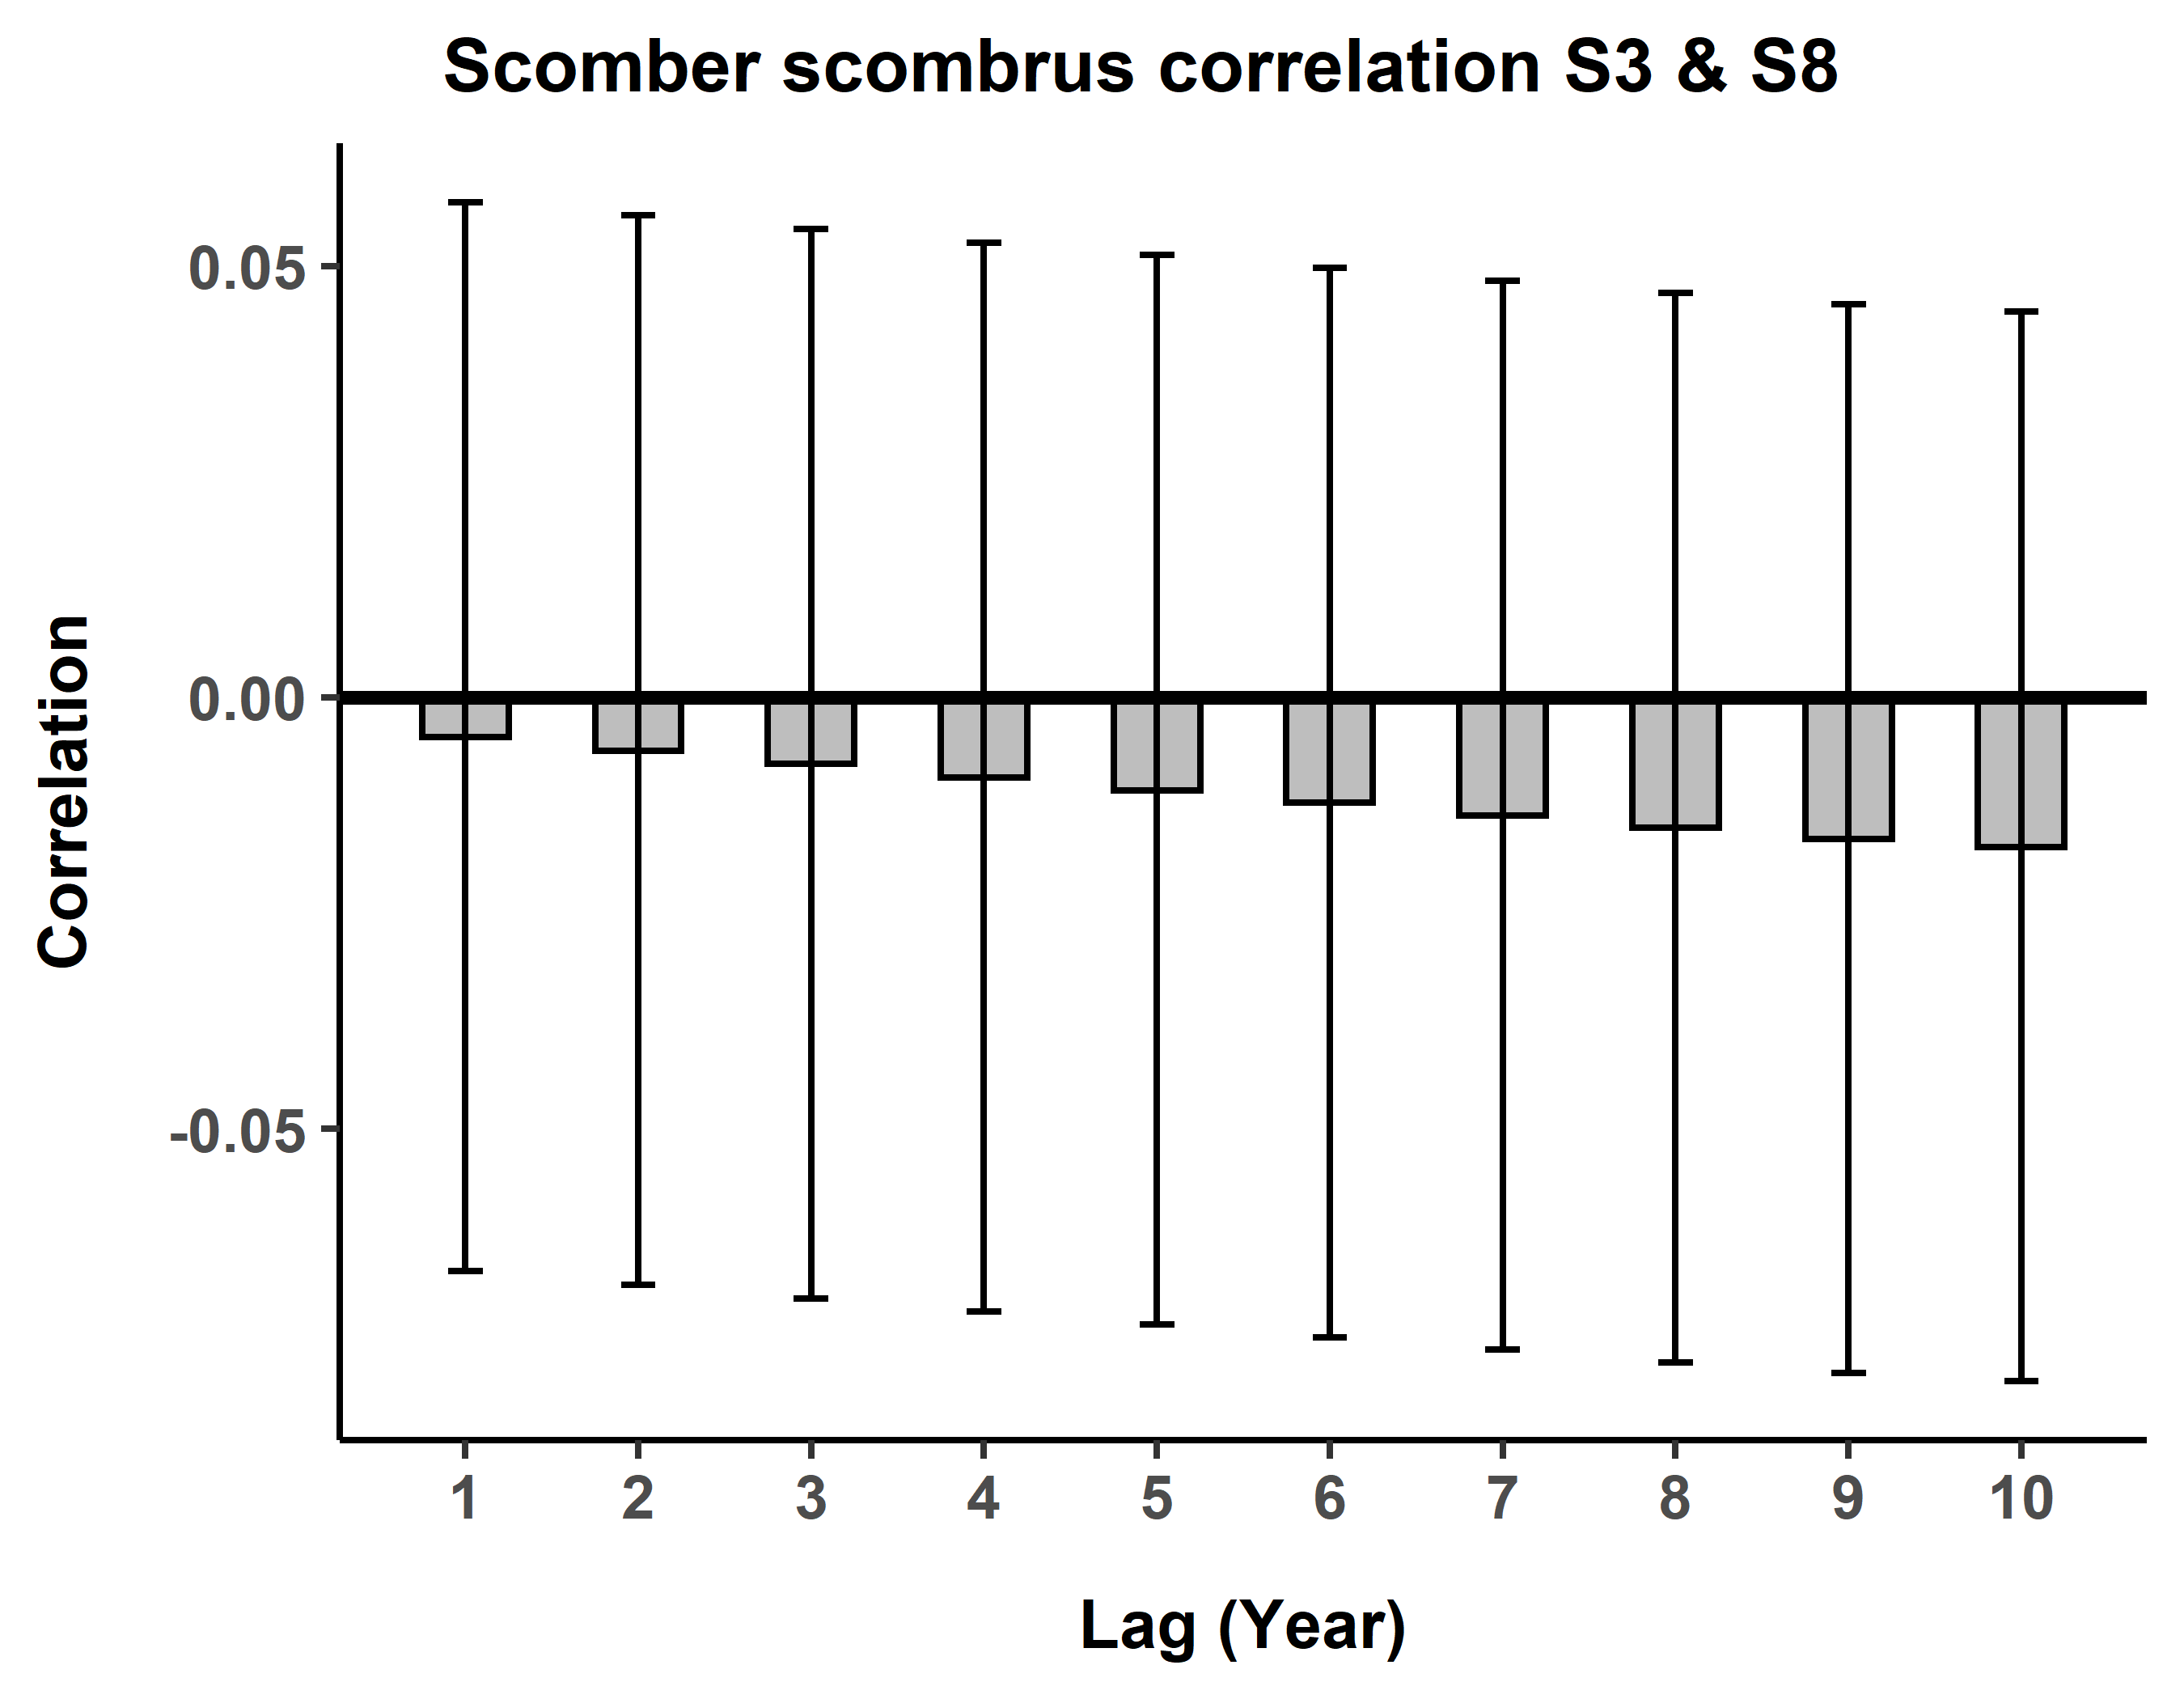 Scomber scombrus correlation S3 & S8
Correlation
0.05
0.00
-0.05
1 2 3 4 5 6 7 8 9 10
Lag (Year)